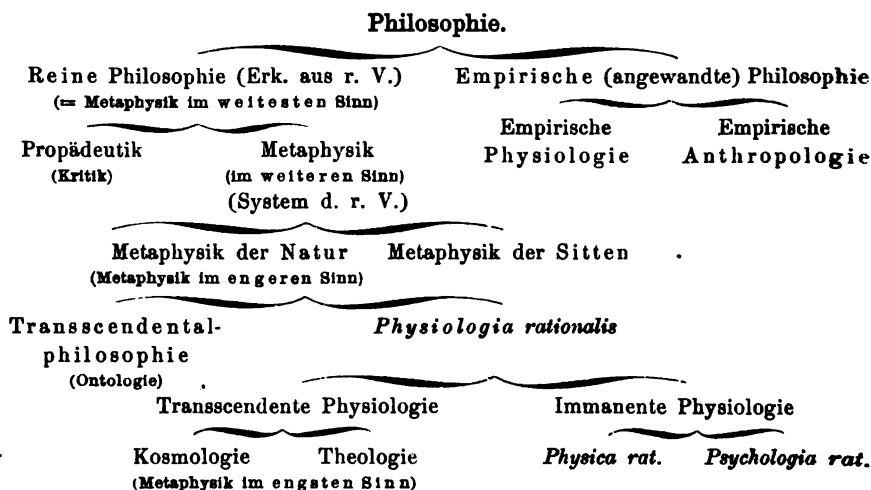 Philosophie.
Reine Philosophie (Erk. aus r. V.) Empirische (angewandte) Philosophie
(= Metaphysik im weitesten Sinn)
Propädeutik Metaphysik Empirische Empirische
(Kritik) (im weiteren Sinn) Physiologie Anthropologie
(System d. r. V.)
Metaphysik der Natur Metaphysik der Sitten
(Metaphysik im engeren Sinn)
Transscendental- Physiologia rationalis
philosophie
(Ontologie)
Transscendente Physiologie Immanente Physiologie
Kosmologie Theologie Physica rat. Psychologia rat.
(Metaphysik im engsten Sinn)